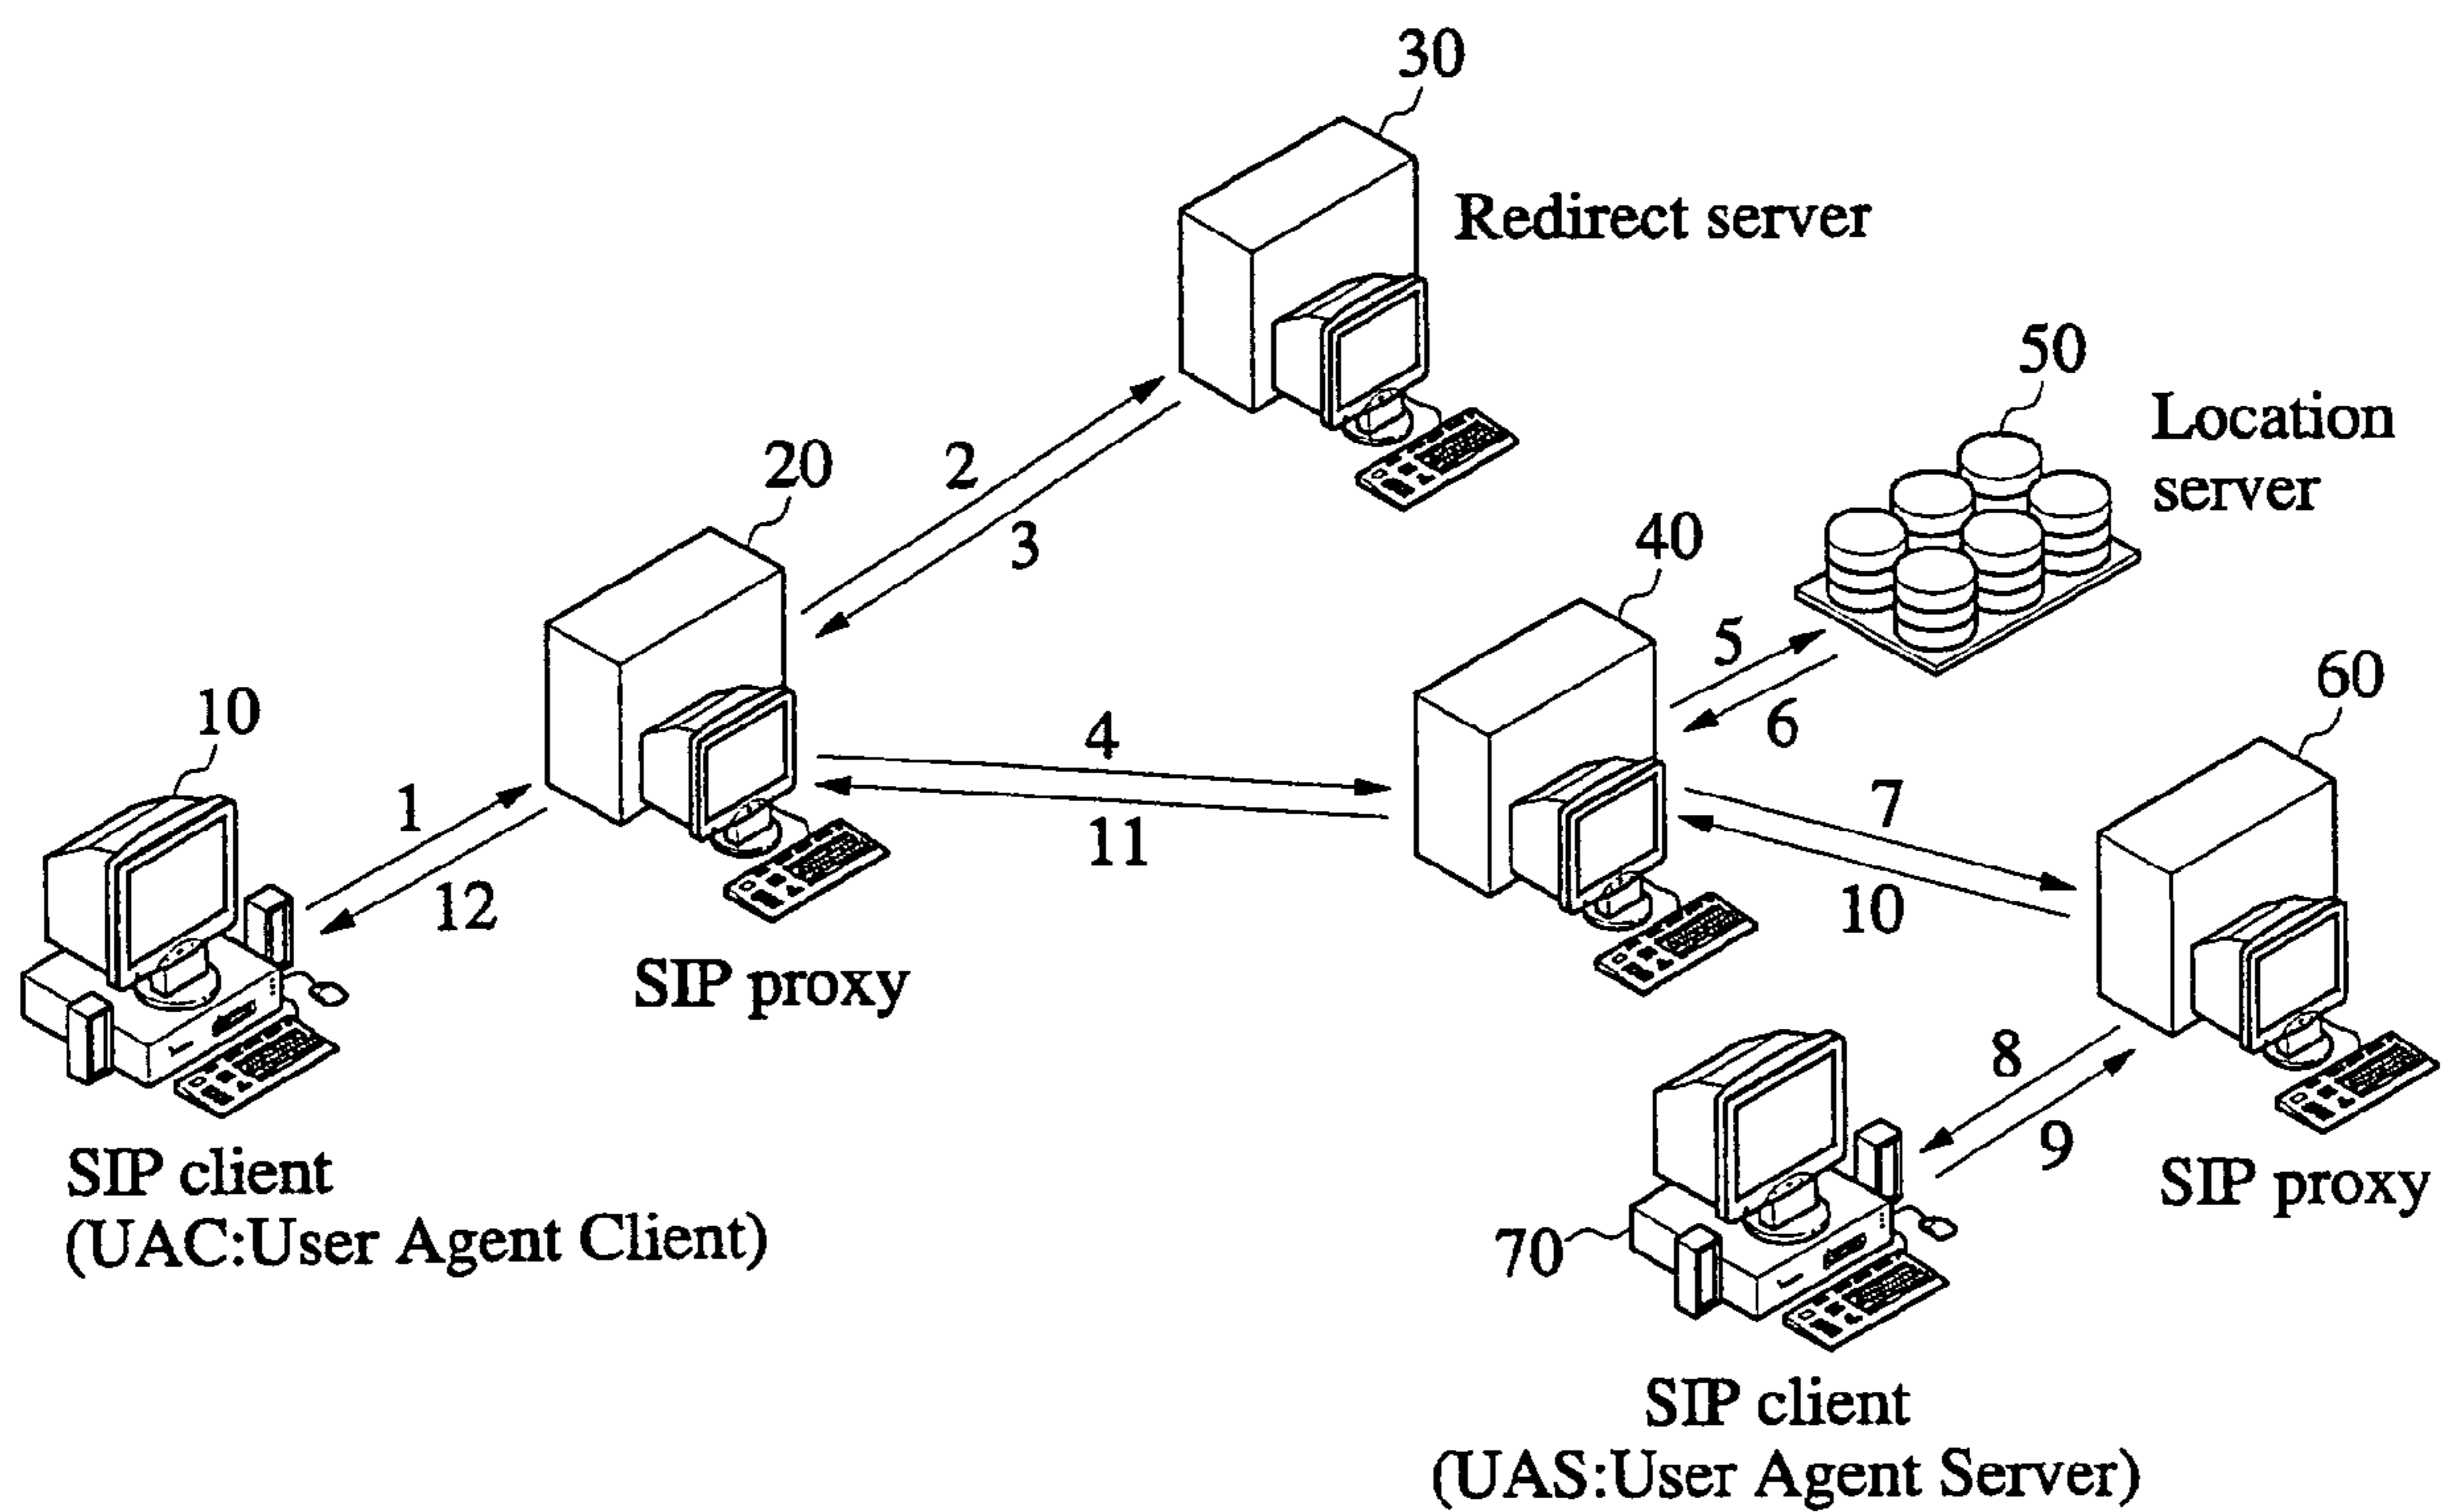 30
Redirect server
50
Location
server
20
2
3
40
5
6
60
10
1
12
4
11
7
10
SIP proxy
8
9
SIP proxy
SIP client
(UAC:User Agent Client)
70
SIP client
(UAS:User Agent Server)